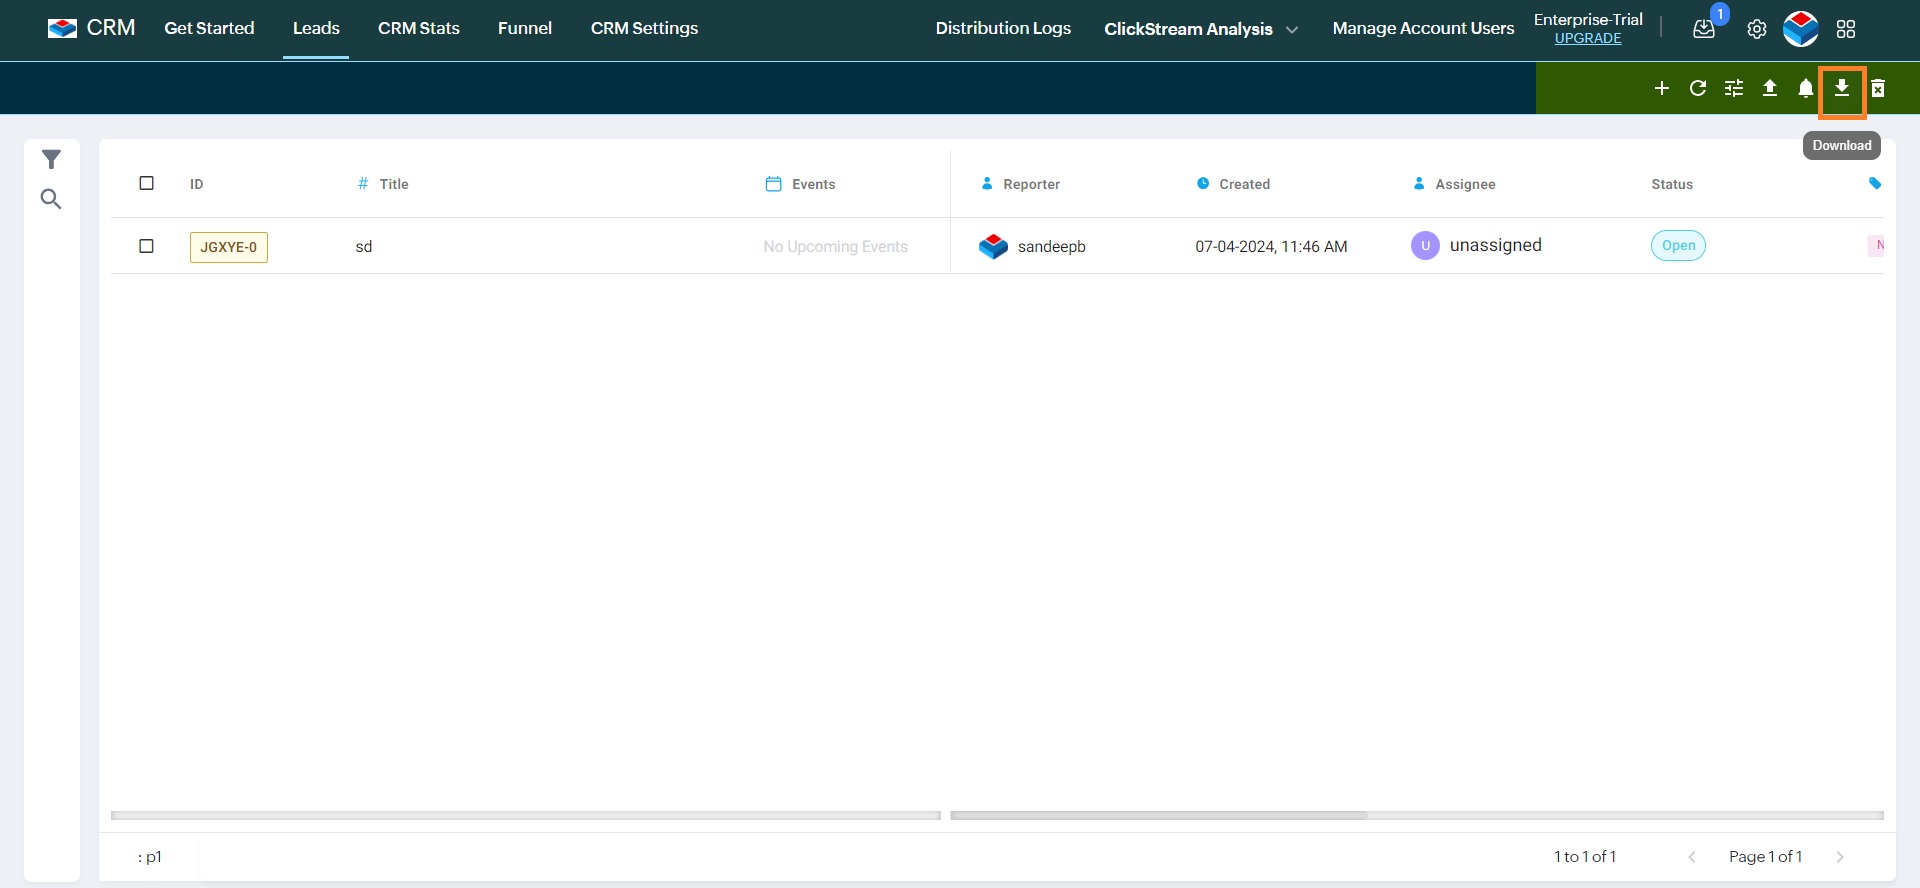 CRM Get Started Leads CRM Stats Funnel CRM Settings Distribution Logs ClickStream Analysis Manage Account Users Enterprise-Trial 1
UPGRADE
Download
ID # Title Events Reporter Created Assignee Status
JGXYE-0 sd No Upcoming Events sandeepb 07-04-2024, 11:46 AM U unassigned Open N
: p1 1 to 1 of 1 Page 1 of 1